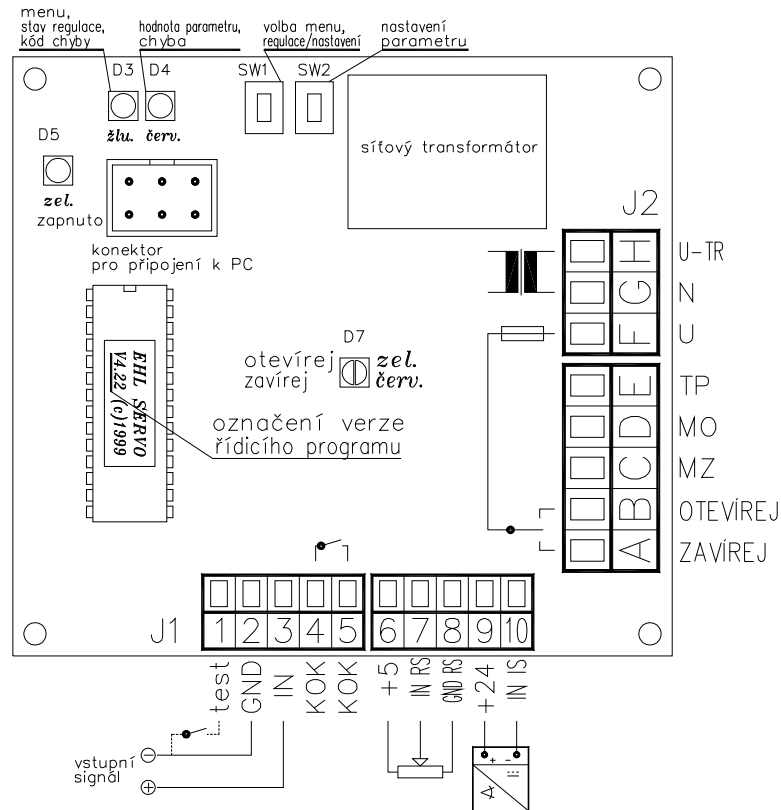 menu,
stav regulace,
kód chyby
hodnota parametru,
chyba
volba menu,
regulace/nastavení
nastavení
parametru
D3
D4
SW1
SW2
žlu.
červ.
D5
zel.
zapnuto
síťový transformátor
konektor
pro připojení k PC
J2
H
U-TR
G
N
F
U
E
TP
D
MO
C
MZ
B
OTEVÍREJ
A
ZAVÍREJ
D7
otevírej
zel.
zavírej
červ.
EHL SERVO
V4.22 (c)1999
označení verze
řídicího programu
J1
1 2 3 4 5 6 7 8 9 10
test
GND
IN
KOK
KOK
+5
IN RS
GND RS
+24
IN IS
vstupní
signál
− 
+
+ −